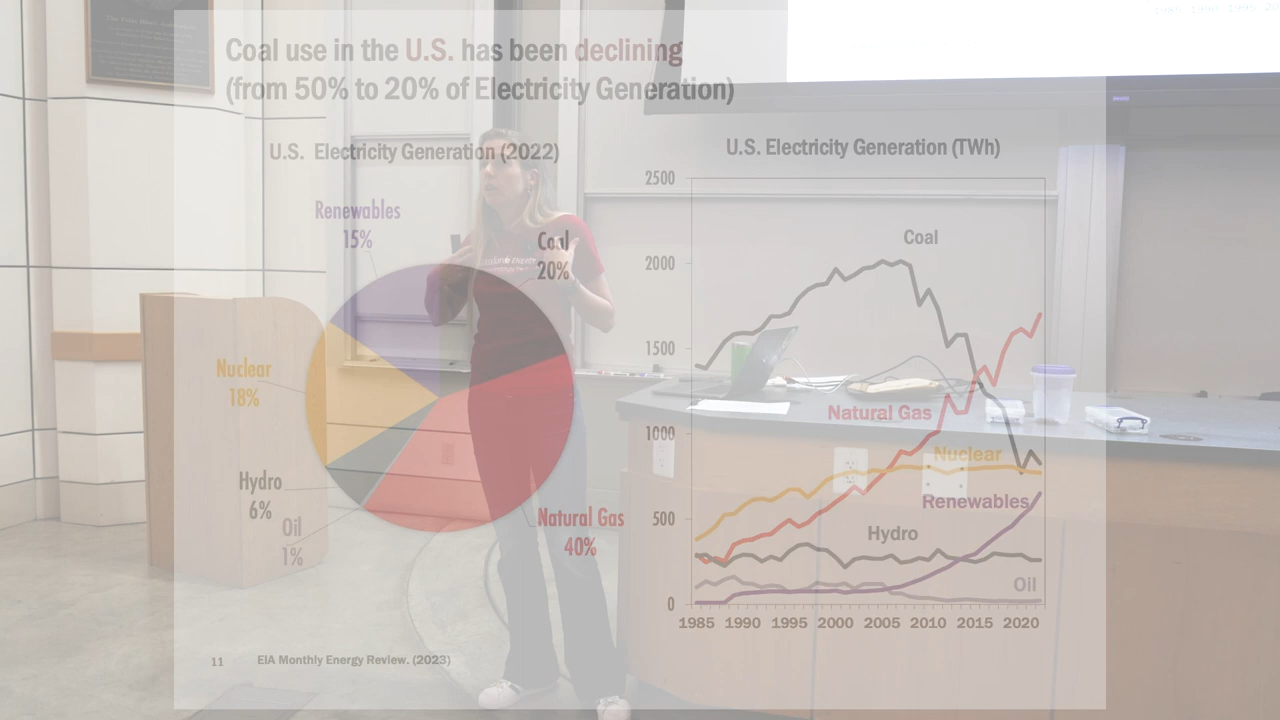 Coal use in the U.S. has been declining
(from 50% to 20% of Electricity Generation)
U.S. Electricity Generation (2022)
Renewables
15%
Coal
20%
Nuclear
18%
Hydro
6%
Oil
1%
Natural Gas
40%
U.S. Electricity Generation (TWh)
2500
2000
1500
1000
500
0
Coal
Natural Gas
Nuclear
Renewables
Hydro
Oil
1985 1990 1995 2000 2005 2010 2015 2020
11 EIA Monthly Energy Review. (2023)